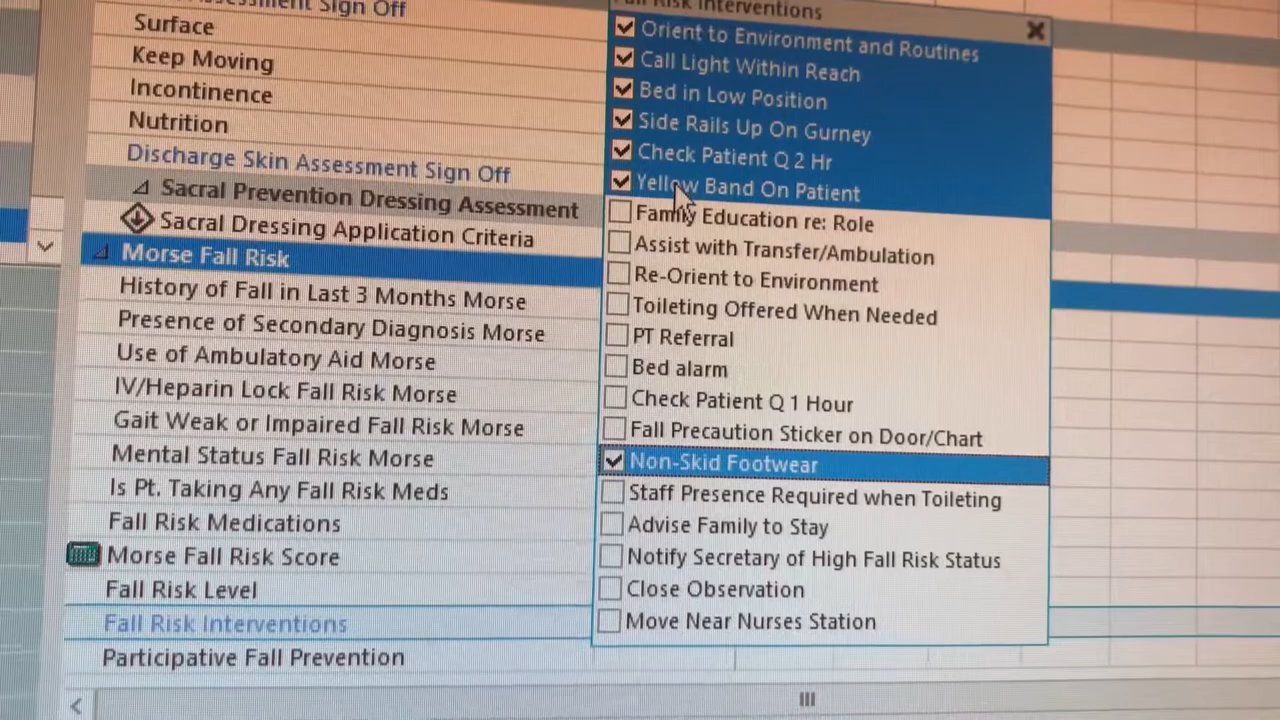 Assessment Sign Off
Surface
Keep Moving
Incontinence
Nutrition
Discharge Skin Assessment Sign Off
Sacral Prevention Dressing Assessment
Sacral Dressing Application Criteria
Morse Fall Risk
History of Fall in Last 3 Months Morse
Presence of Secondary Diagnosis Morse
Use of Ambulatory Aid Morse
IV/Heparin Lock Fall Risk Morse
Gait Weak or Impaired Fall Risk Morse
Mental Status Fall Risk Morse
Is Pt. Taking Any Fall Risk Meds
Fall Risk Medications
Morse Fall Risk Score
Fall Risk Level
Fall Risk Interventions
Participative Fall Prevention
Fall Risk Interventions
Orient to Environment and Routines
Call Light Within Reach
Bed in Low Position
Side Rails Up On Gurney
Check Patient Q 2 Hr
Yellow Band On Patient
Family Education re: Role
Assist with Transfer/Ambulation
Re-Orient to Environment
Toileting Offered When Needed
PT Referral
Bed alarm
Check Patient Q 1 Hour
Fall Precaution Sticker on Door/Chart
Non-Skid Footwear
Staff Presence Required when Toileting
Advise Family to Stay
Notify Secretary of High Fall Risk Status
Close Observation
Move Near Nurses Station